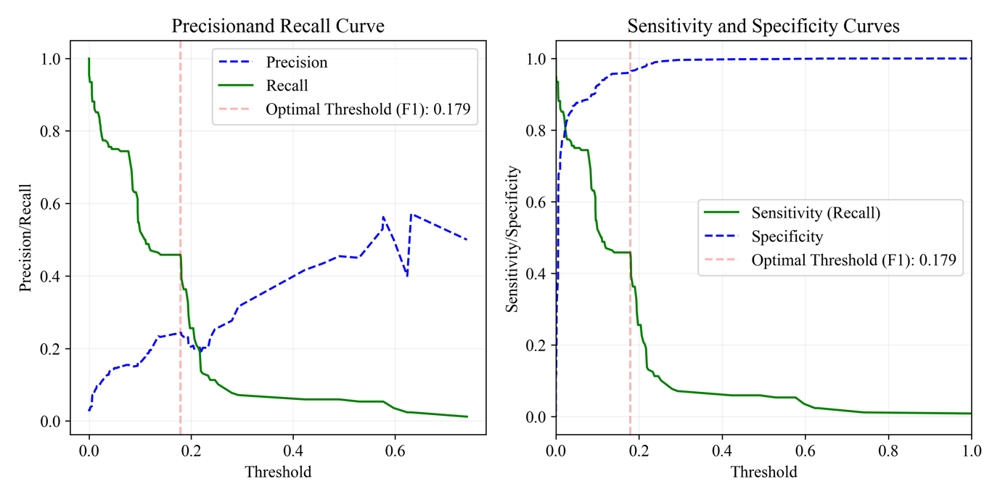 Precisionand Recall Curve
Precision/Recall
1.0
0.8
0.6
0.4
0.2
0.0
Precision
Recall
Optimal Threshold (F1): 0.179
0.0 0.2 0.4 0.6
Threshold
Sensitivity and Specificity Curves
Sensitivity/Specificity
1.0
0.8
0.6
0.4
0.2
0.0
Sensitivity (Recall)
Specificity
Optimal Threshold (F1): 0.179
0.0 0.2 0.4 0.6 0.8 1.0
Threshold